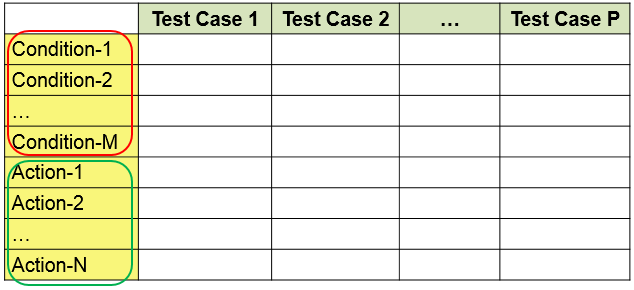 Test Case 1 Test Case 2 … Test Case P
Condition-1
Condition-2
…
Condition-M
Action-1
Action-2
…
Action-N